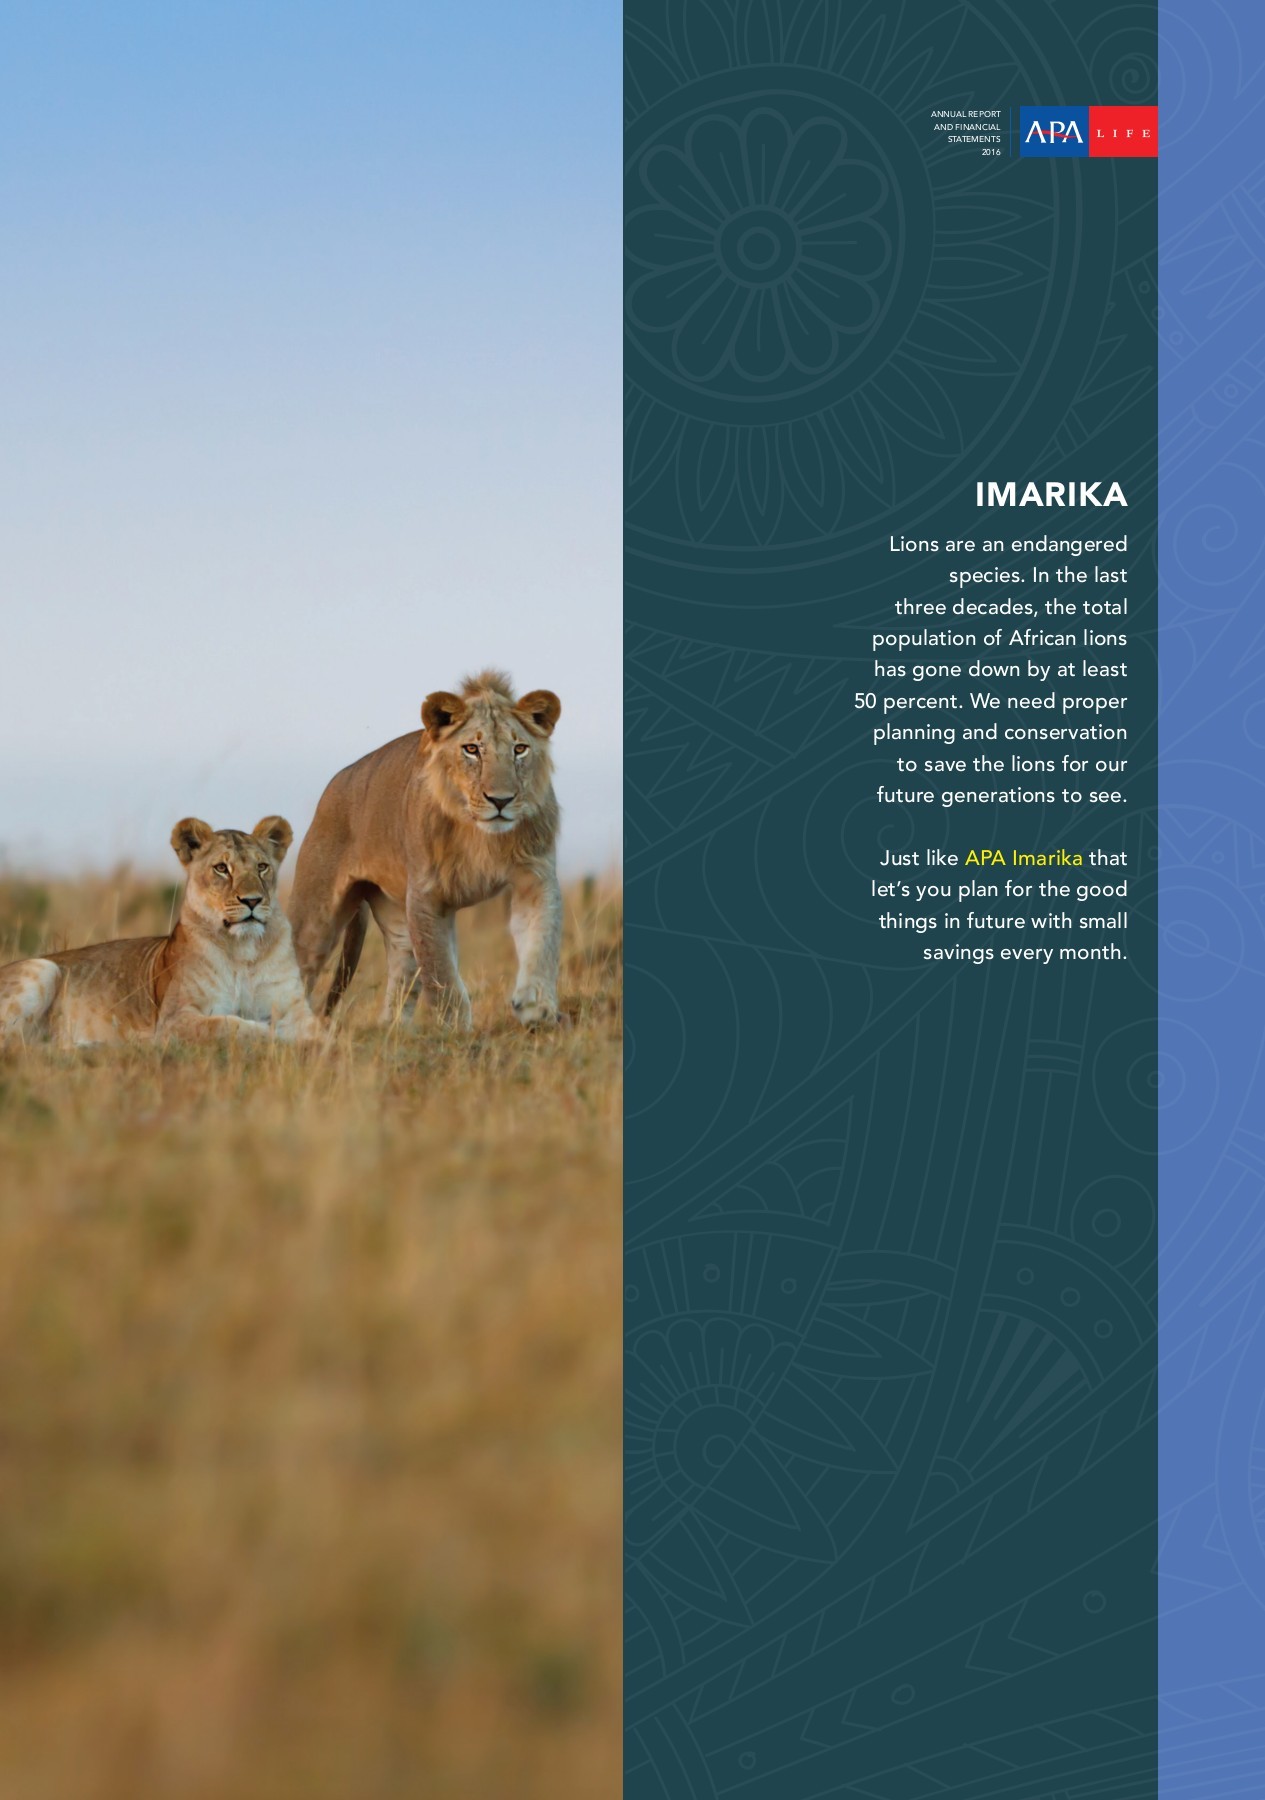 ANNUAL REPORT
AND FINANCIAL
STATEMENTS
2016
APA LIFE
IMARIKA
Lions are an endangered
species. In the last
three decades, the total
population of African lions
has gone down by at least
50 percent. We need proper
planning and conservation
to save the lions for our
future generations to see.
Just like APA Imarika that
let’s you plan for the good
things in future with small
savings every month.